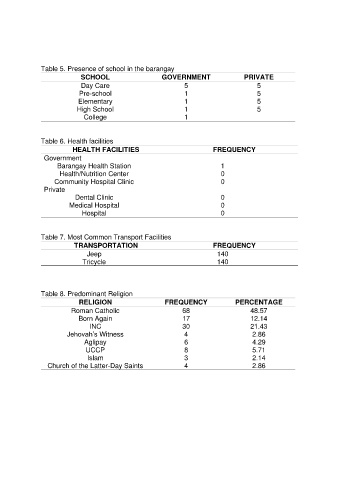 Table 5. Presence of school in the barangay
SCHOOL GOVERNMENT PRIVATE
Day Care 5 5
Pre-school 1 5
Elementary 1 5
High School 1 5
College 1
Table 6. Health facilities
HEALTH FACILITIES FREQUENCY
Government
Barangay Health Station 1
Health/Nutrition Center 0
Community Hospital Clinic 0
Private
Dental Clinic 0
Medical Hospital 0
Hospital 0
Table 7. Most Common Transport Facilities
TRANSPORTATION FREQUENCY
Jeep 140
Tricycle 140
Table 8. Predominant Religion
RELIGION FREQUENCY PERCENTAGE
Roman Catholic 68 48.57
Born Again 17 12.14
INC 30 21.43
Jehovah's Witness 4 2.86
Aglipay 6 4.29
UCCP 8 5.71
Islam 3 2.14
Church of the Latter-Day Saints 4 2.86